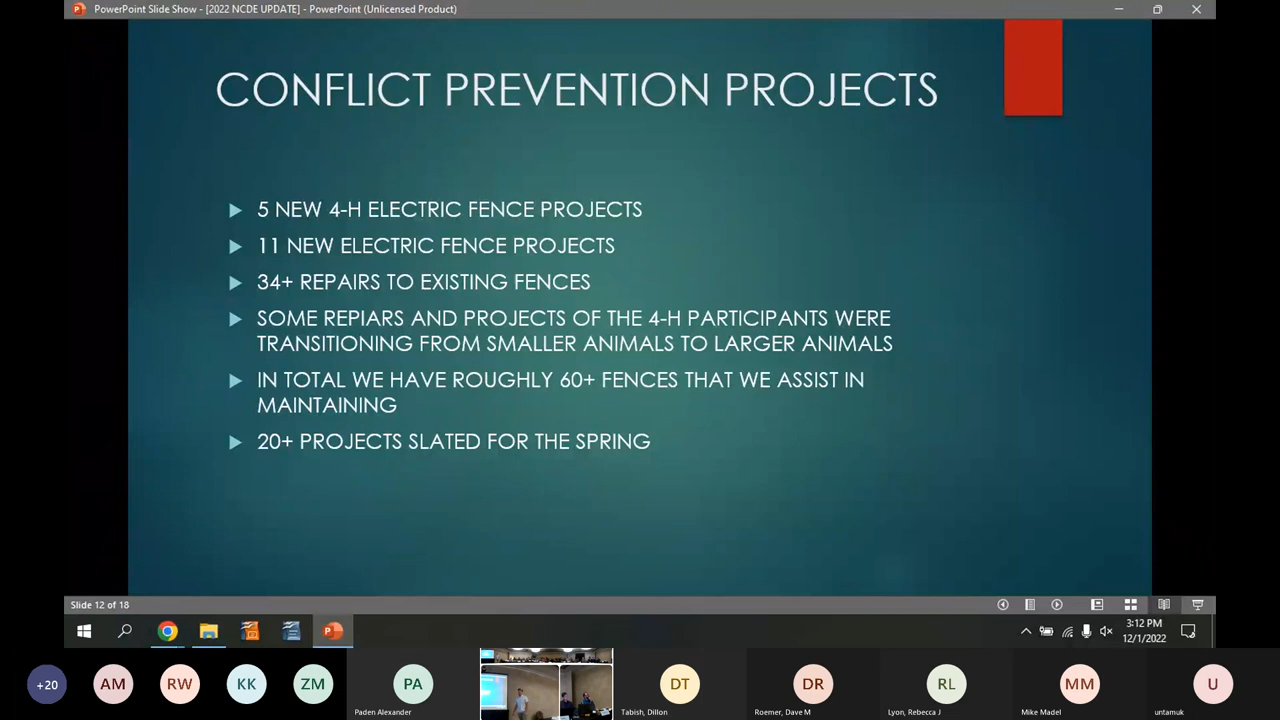 PowerPoint Slide Show - [2022 NCDE UPDATE] - PowerPoint (Unlicensed Product)
CONFLICT PREVENTION PROJECTS
5 NEW 4-H ELECTRIC FENCE PROJECTS
11 NEW ELECTRIC FENCE PROJECTS
34+ REPAIRS TO EXISTING FENCES
SOME REPIARS AND PROJECTS OF THE 4-H PARTICIPANTS WERE
TRANSITIONING FROM SMALLER ANIMALS TO LARGER ANIMALS
IN TOTAL WE HAVE ROUGHLY 60+ FENCES THAT WE ASSIST IN
MAINTAINING
20+ PROJECTS SLATED FOR THE SPRING
Slide 12 of 18
3:12 PM
12/1/2022
+20 AM RW KK ZM PA DT DR RL MM U
Paden Alexander Tabish, Dillon Roemer, Dave M Lyon, Rebecca J Mike Madel untamuk